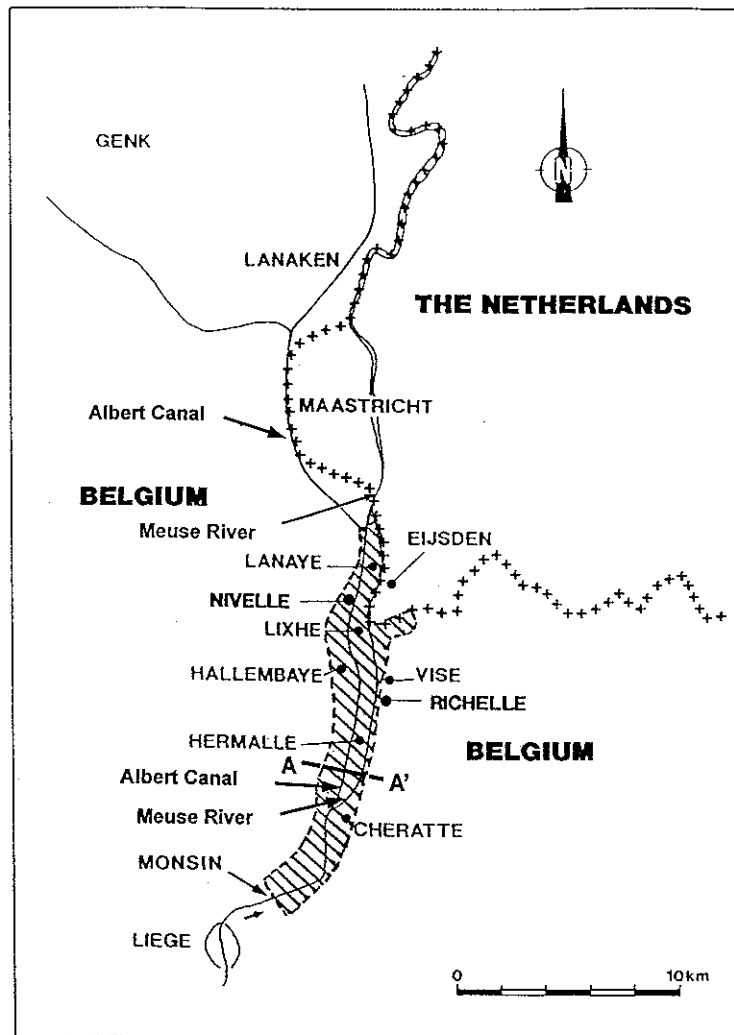 GENK
N
LANAKEN
THE NETHERLANDS
MAASTRICHT
Albert Canal
BELGIUM
Meuse River
EIJSDEN
LANAYE
NIVELLE
LIXHE
HALLEMBAYE
VISE
RICHELLE
HERMALLE
BELGIUM
A
A'
Albert Canal
Meuse River
CHERATTE
MONSIN
LIEGE
0
10km